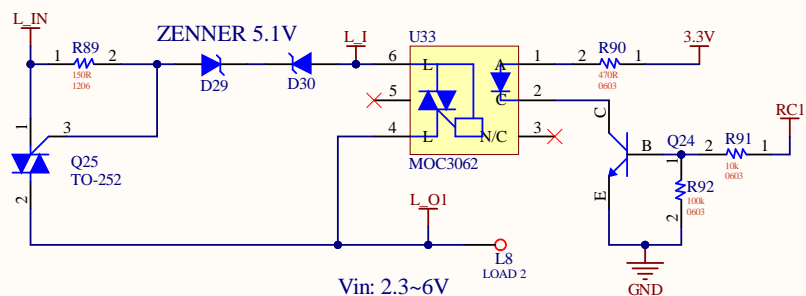 L_IN
ZENNER 5.1V
L_I
U33
R89
1
2
150R
1206
D29
D30
6
5
4
L
L
A
C
N/C
1
2
3
MOC3062
R90
2
1
470R
0603
3.3V
RC1
1
3
2
Q25
TO-252
C
B
E
Q24
R91
2
1
10k
0603
R92
1
2
100k
0603
L_O1
L8
LOAD 2
GND
Vin: 2.3~6V